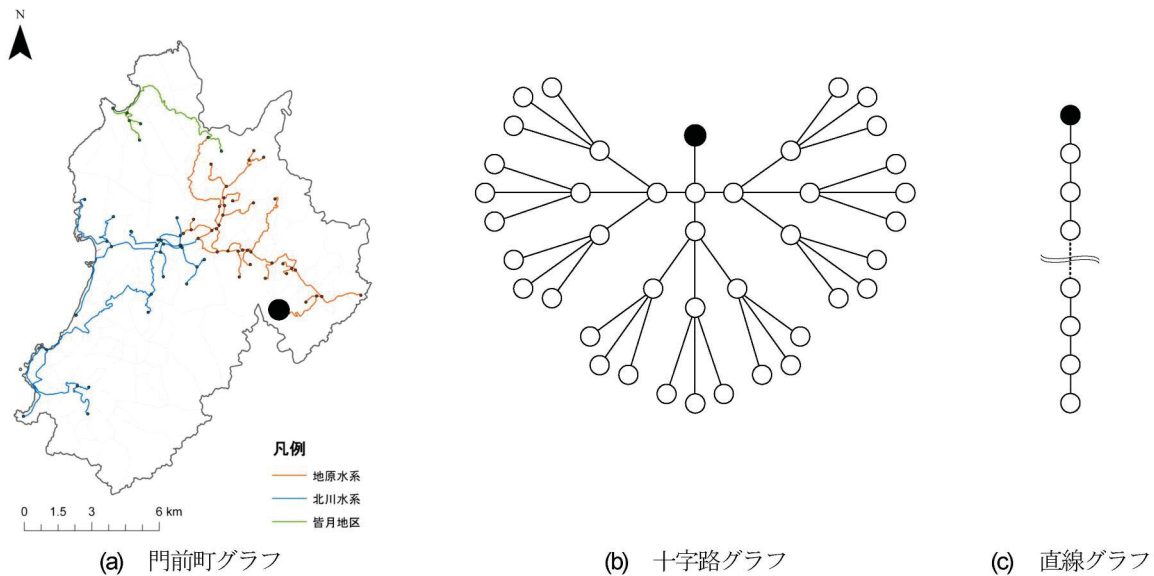 N
凡例
地原水系
北川水系
皆月地区
0 1.5 3 6 km
(a) 門前町グラフ
(b) 十字路グラフ
(c) 直線グラフ